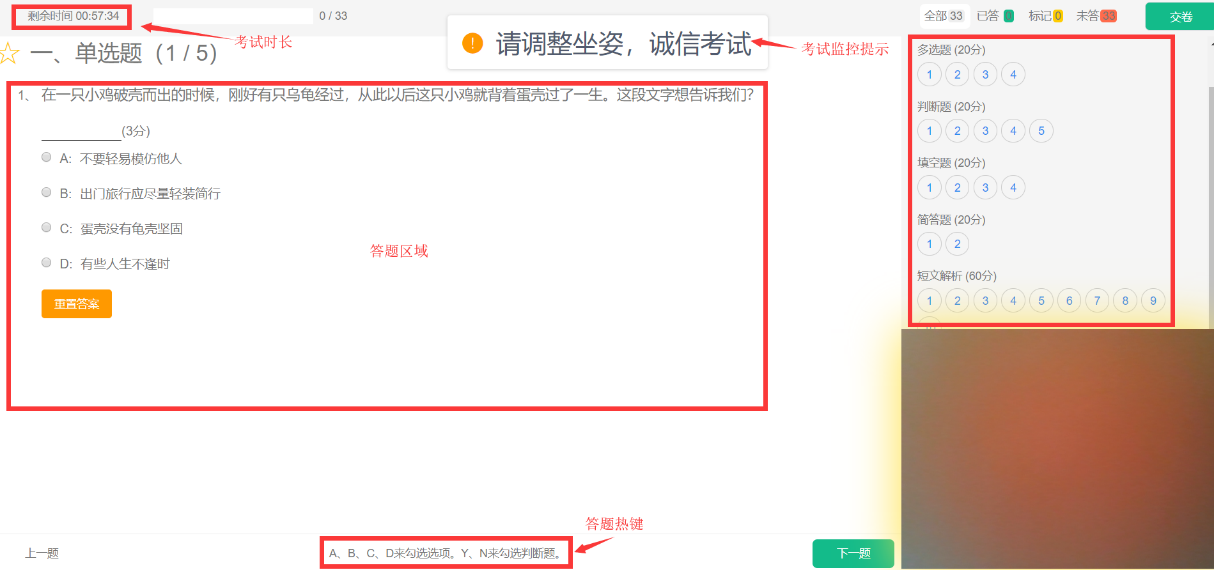 剩余时间 00:57:34
0 / 33
考试时长
请调整坐姿，诚信考试
考试监控提示
全部 33 已答 标记 0 未答 33
交卷
一、单选题（1 / 5）
1、 在一只小鸡破壳而出的时候，刚好有只乌龟经过，从此以后这只小鸡就背着蛋壳过了一生。这段文字想告诉我们？
____________(3分)
A: 不要轻易模仿他人
B: 出门旅行应尽量轻装简行
C: 蛋壳没有龟壳坚固
D: 有些人生不逢时
重置答案
答题区域
多选题 (20分)
1 2 3 4
判断题 (20分)
1 2 3 4 5
填空题 (20分)
1 2 3 4
简答题 (20分)
1 2
短文解析 (60分)
1 2 3 4 5 6 7 8 9
答题热键
上一题
A、B、C、D来勾选选项。Y、N来勾选判断题。
下一题